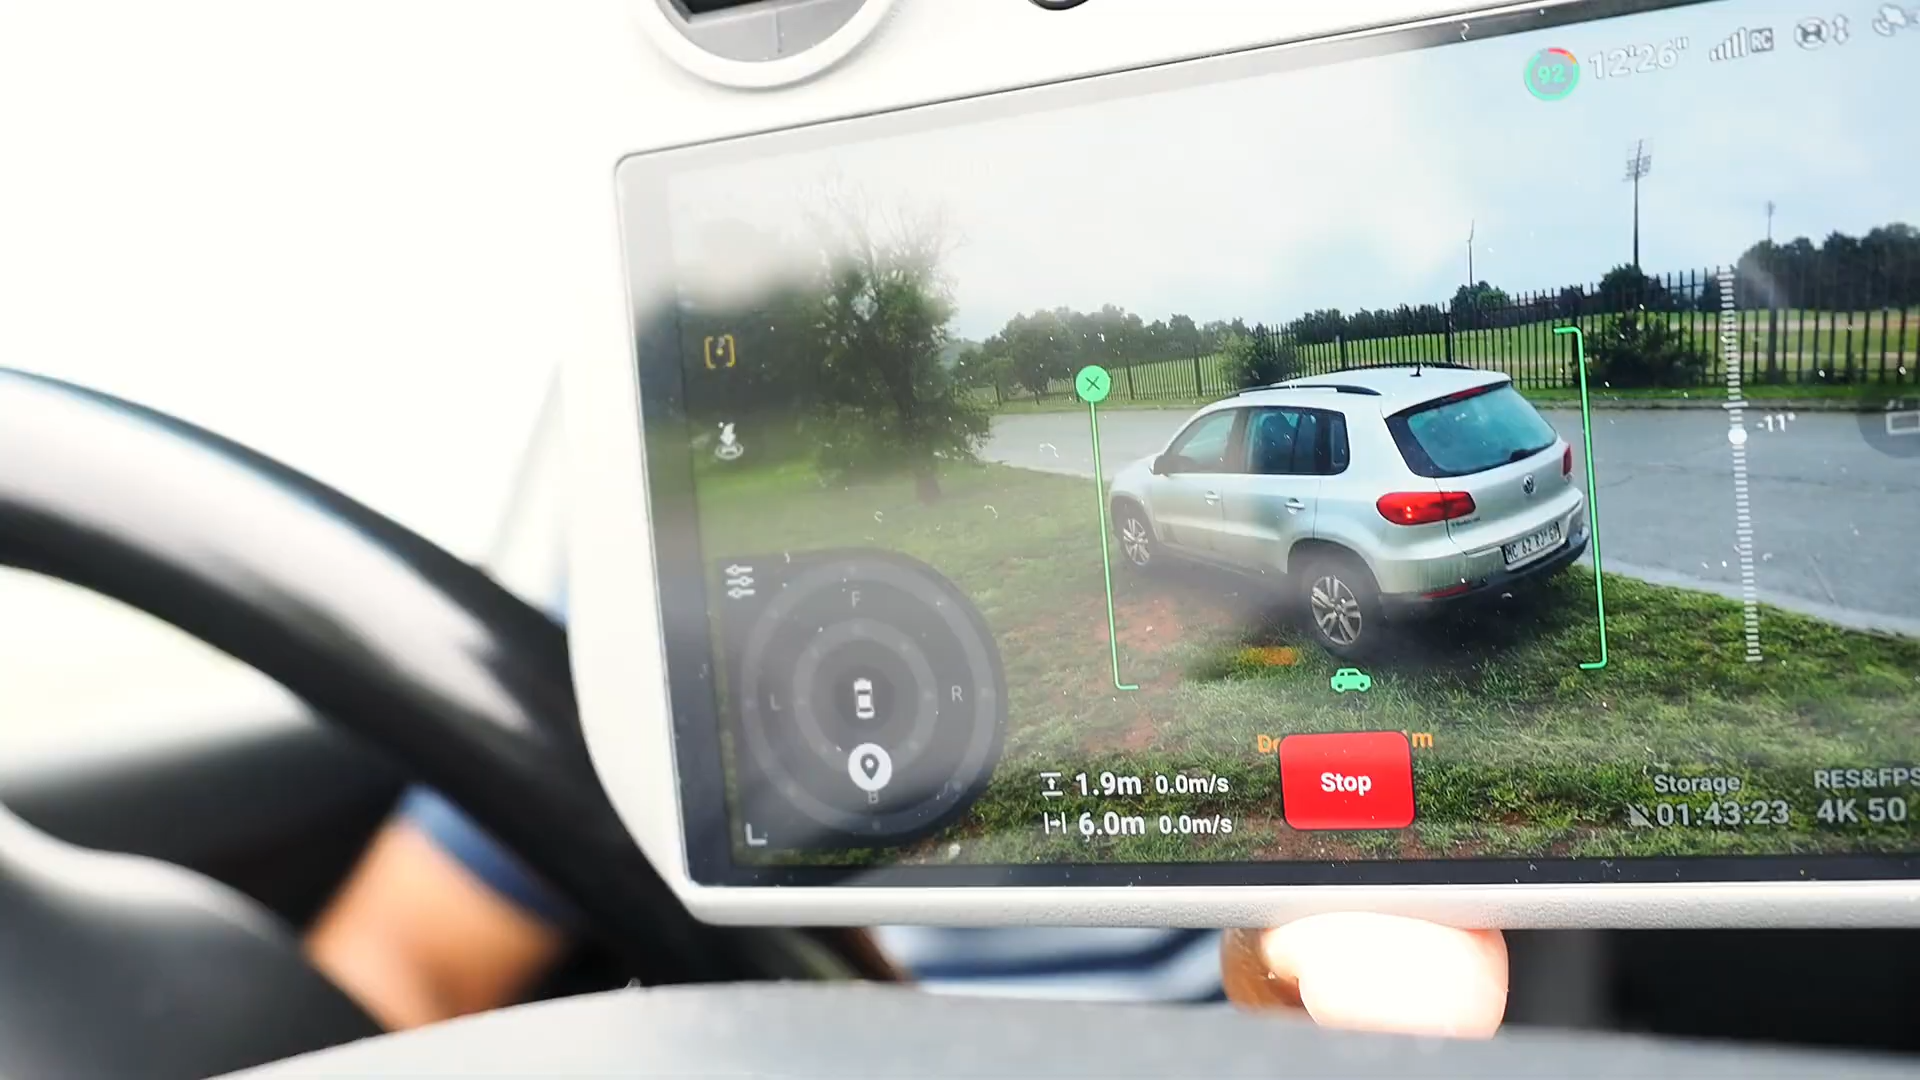 92 12'26" RC
-11°
F
L R
B
1.9m 0.0m/s
6.0m 0.0m/s
Stop
Storage
01:43:23
RES&FPS
4K 50